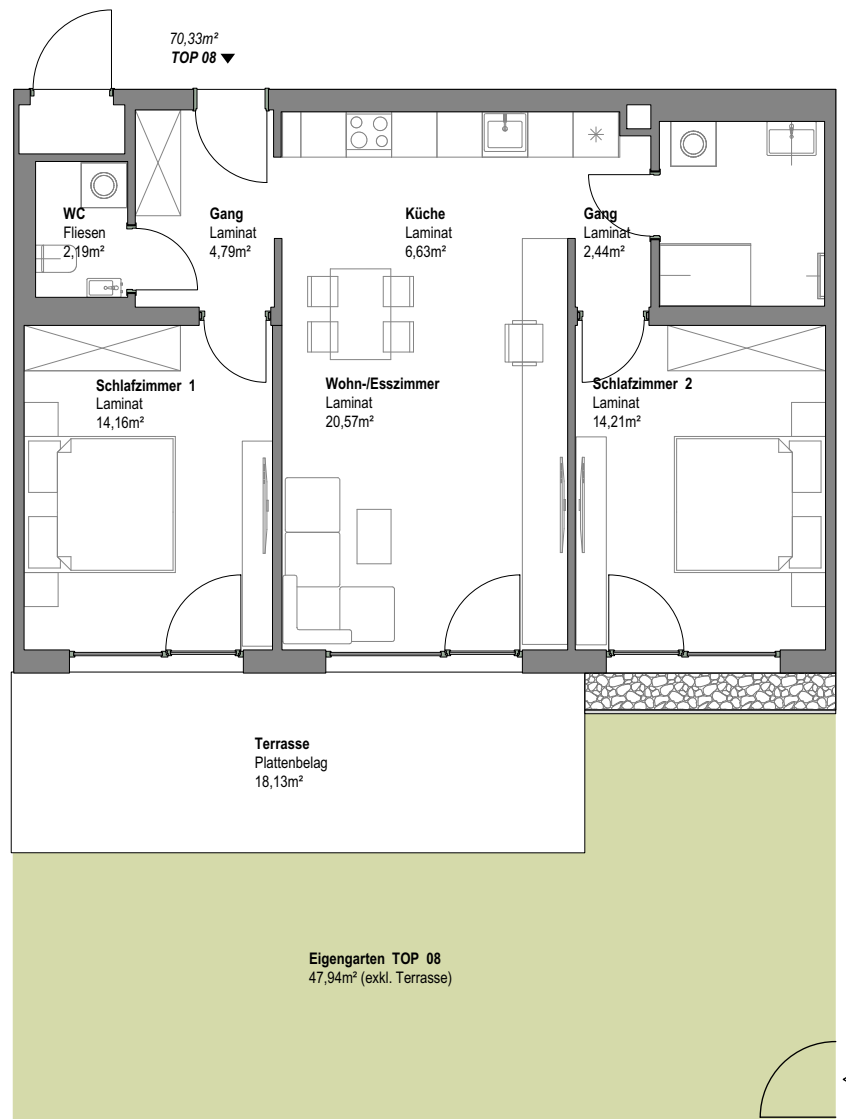 70,33m²
TOP 08
WC
Fliesen
2,19m²
Gang
Laminat
4,79m²
Küche
Laminat
6,63m²
Gang
Laminat
2,44m²
Schlafzimmer 1
Laminat
14,16m²
Wohn-/Esszimmer
Laminat
20,57m²
Schlafzimmer 2
Laminat
14,21m²
Terrasse
Plattenbelag
18,13m²
Eigengarten TOP 08
47,94m² (exkl. Terrasse)